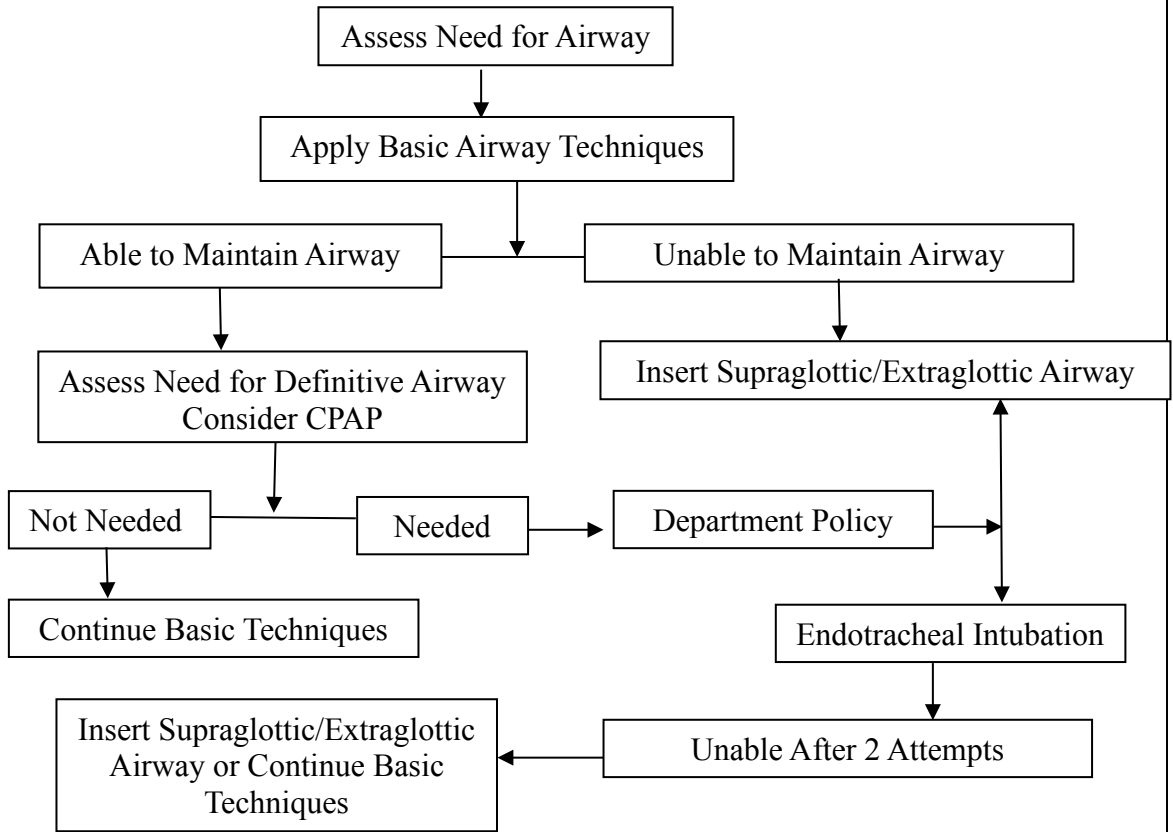 Assess Need for Airway
Apply Basic Airway Techniques
Able to Maintain Airway
Unable to Maintain Airway
Assess Need for Definitive Airway
Consider CPAP
Insert Supraglottic/Extraglottic Airway
Not Needed
Needed
Department Policy
Continue Basic Techniques
Endotracheal Intubation
Insert Supraglottic/Extraglottic
Airway or Continue Basic
Techniques
Unable After 2 Attempts